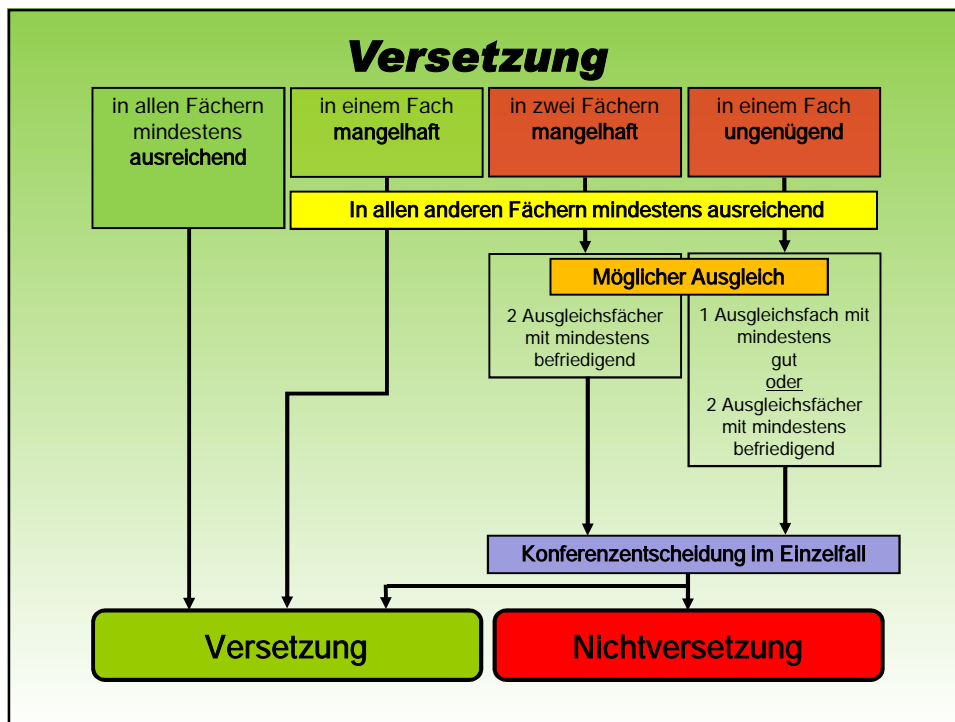 Versetzung
in allen Fächern
mindestens
ausreichend
in einem Fach
mangelhaft
in zwei Fächern
mangelhaft
in einem Fach
ungenügend
In allen anderen Fächern mindestens ausreichend
Möglicher Ausgleich
2 Ausgleichsfächer
mit mindestens
befriedigend
1 Ausgleichsfach mit
mindestens
gut
oder
2 Ausgleichsfächer
mit mindestens
befriedigend
Konferenzentscheidung im Einzelfall
Versetzung
Nichtversetzung